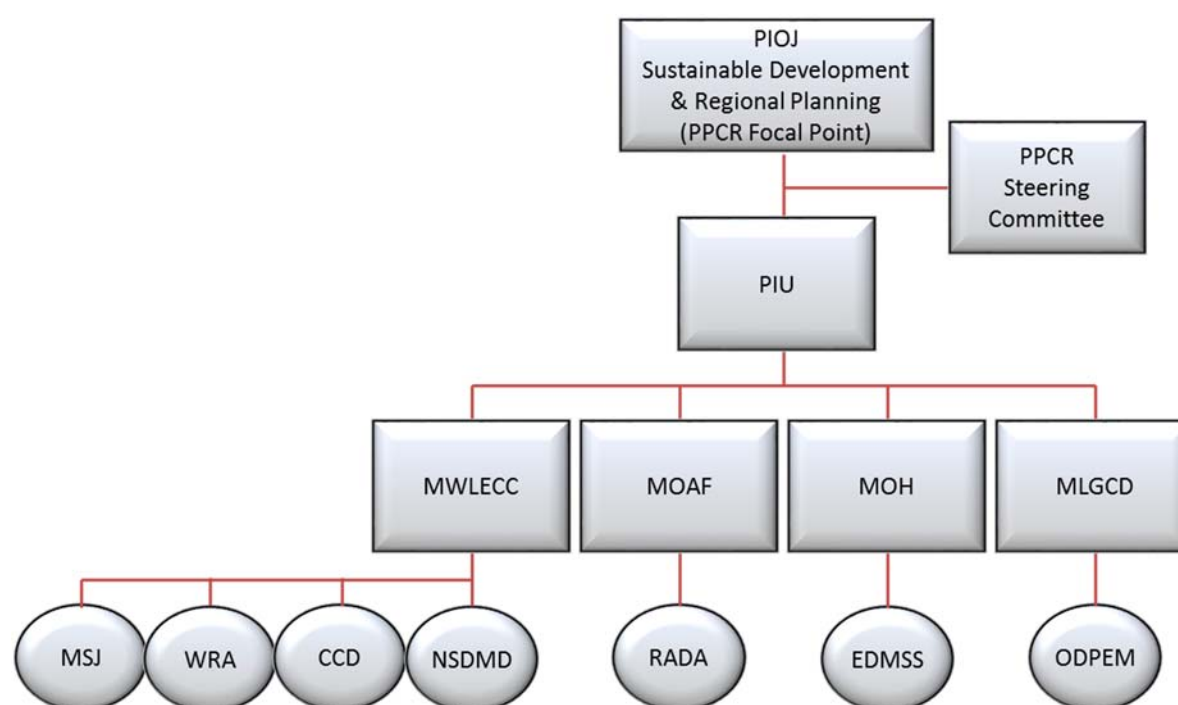 PIOJ
Sustainable Development
& Regional Planning
(PPCR Focal Point)
PPCR
Steering
Committee
PIU
MWLECC
MOAF
MOH
MLGCD
MSJ
WRA
CCD
NSDMD
RADA
EDMSS
ODPEM